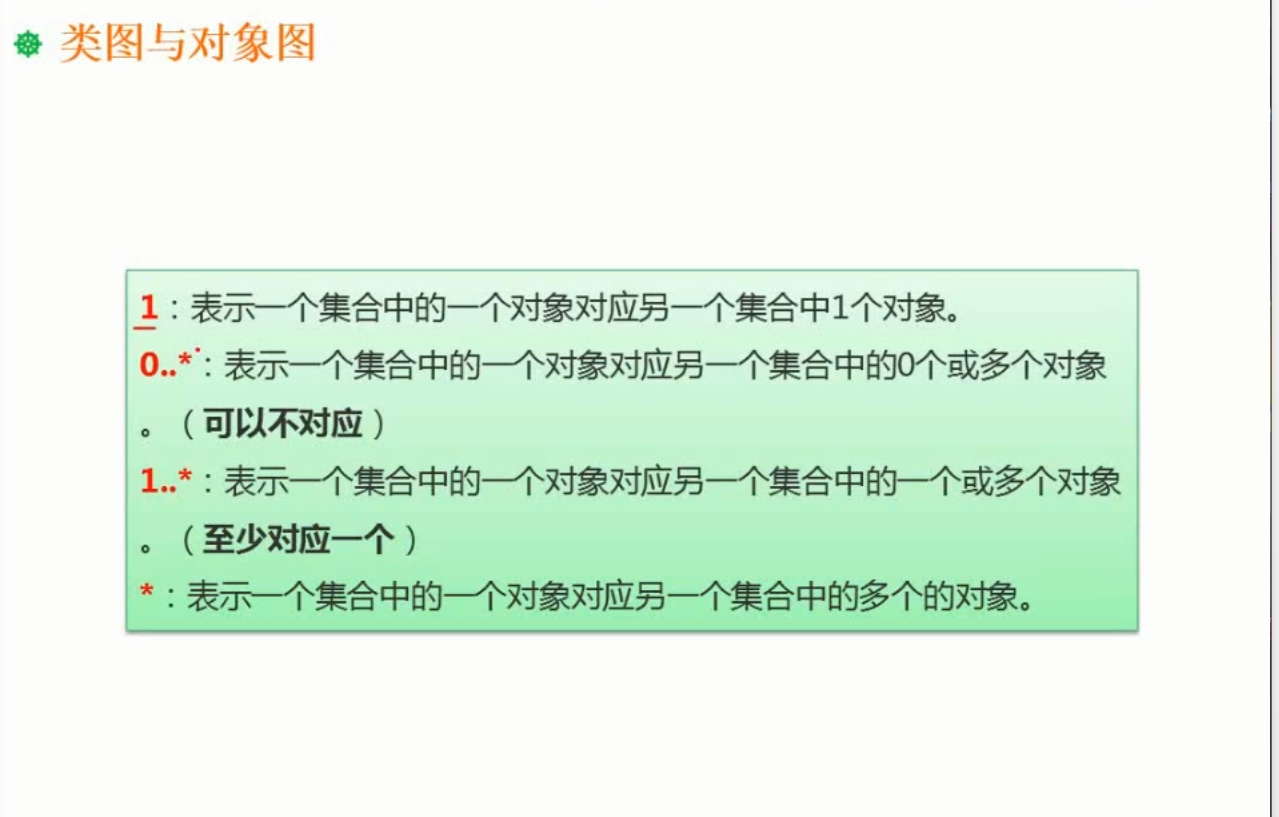 类图与对象图
1：表示一个集合中的一个对象对应另一个集合中1个对象。
0..*：表示一个集合中的一个对象对应另一个集合中的0个或多个对象
。（可以不对应）
1..*：表示一个集合中的一个对象对应另一个集合中的一个或多个对象
。（至少对应一个）
*：表示一个集合中的一个对象对应另一个集合中的多个的对象。